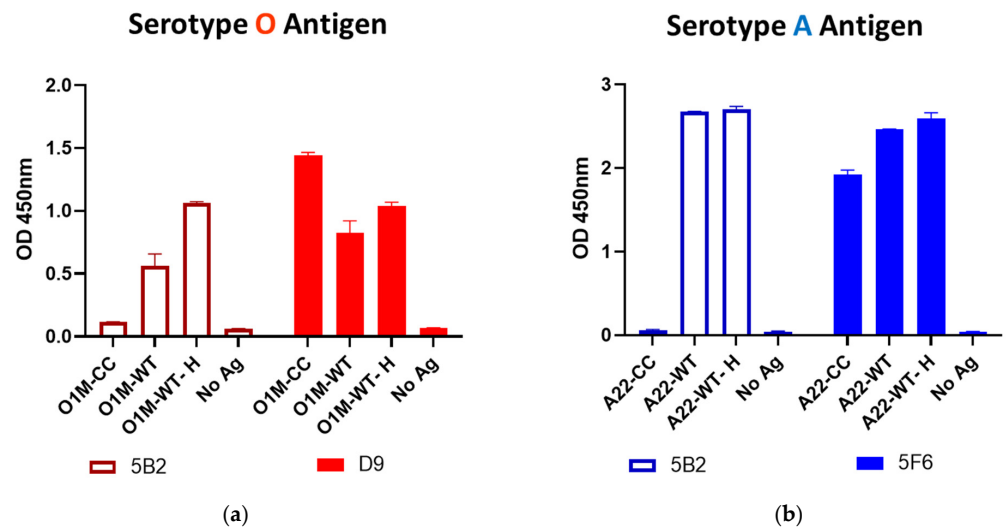 Serotype O Antigen
2.0
1.5
1.0
0.5
0.0
OD 450nm
O1M-CC
O1M-WT
O1M-WT- H
No Ag
O1M-CC
O1M-WT
O1M-WT- H
No Ag
5B2
D9
(a)
Serotype A Antigen
3
2
1
0
OD 450nm
A22-CC
A22-WT
A22-WT- H
No Ag
A22-CC
A22-WT
A22-WT- H
No Ag
5B2
5F6
(b)